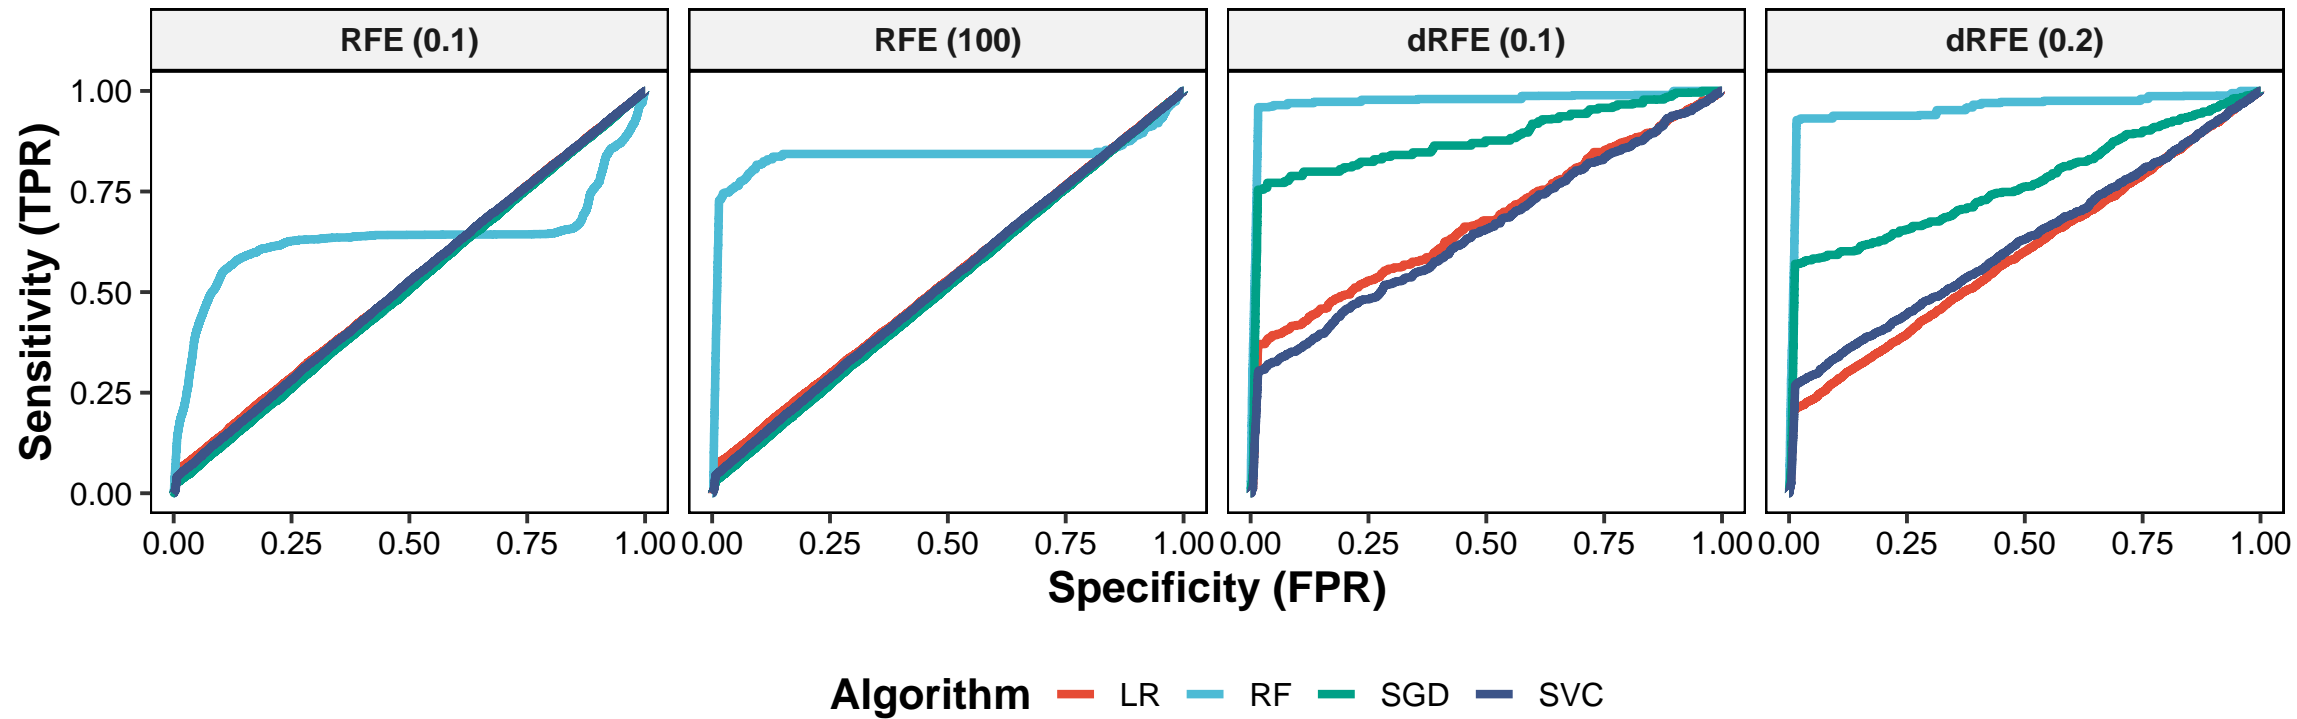 RFE (0.1) RFE (100) dRFE (0.1) dRFE (0.2)
Sensitivity (TPR)
1.00
0.75
0.50
0.25
0.00
0.00 0.25 0.50 0.75 1.00 0.00 0.25 0.50 0.75 1.00 0.00 0.25 0.50 0.75 1.00 0.00 0.25 0.50 0.75 1.00
Specificity (FPR)
Algorithm LR RF SGD SVC